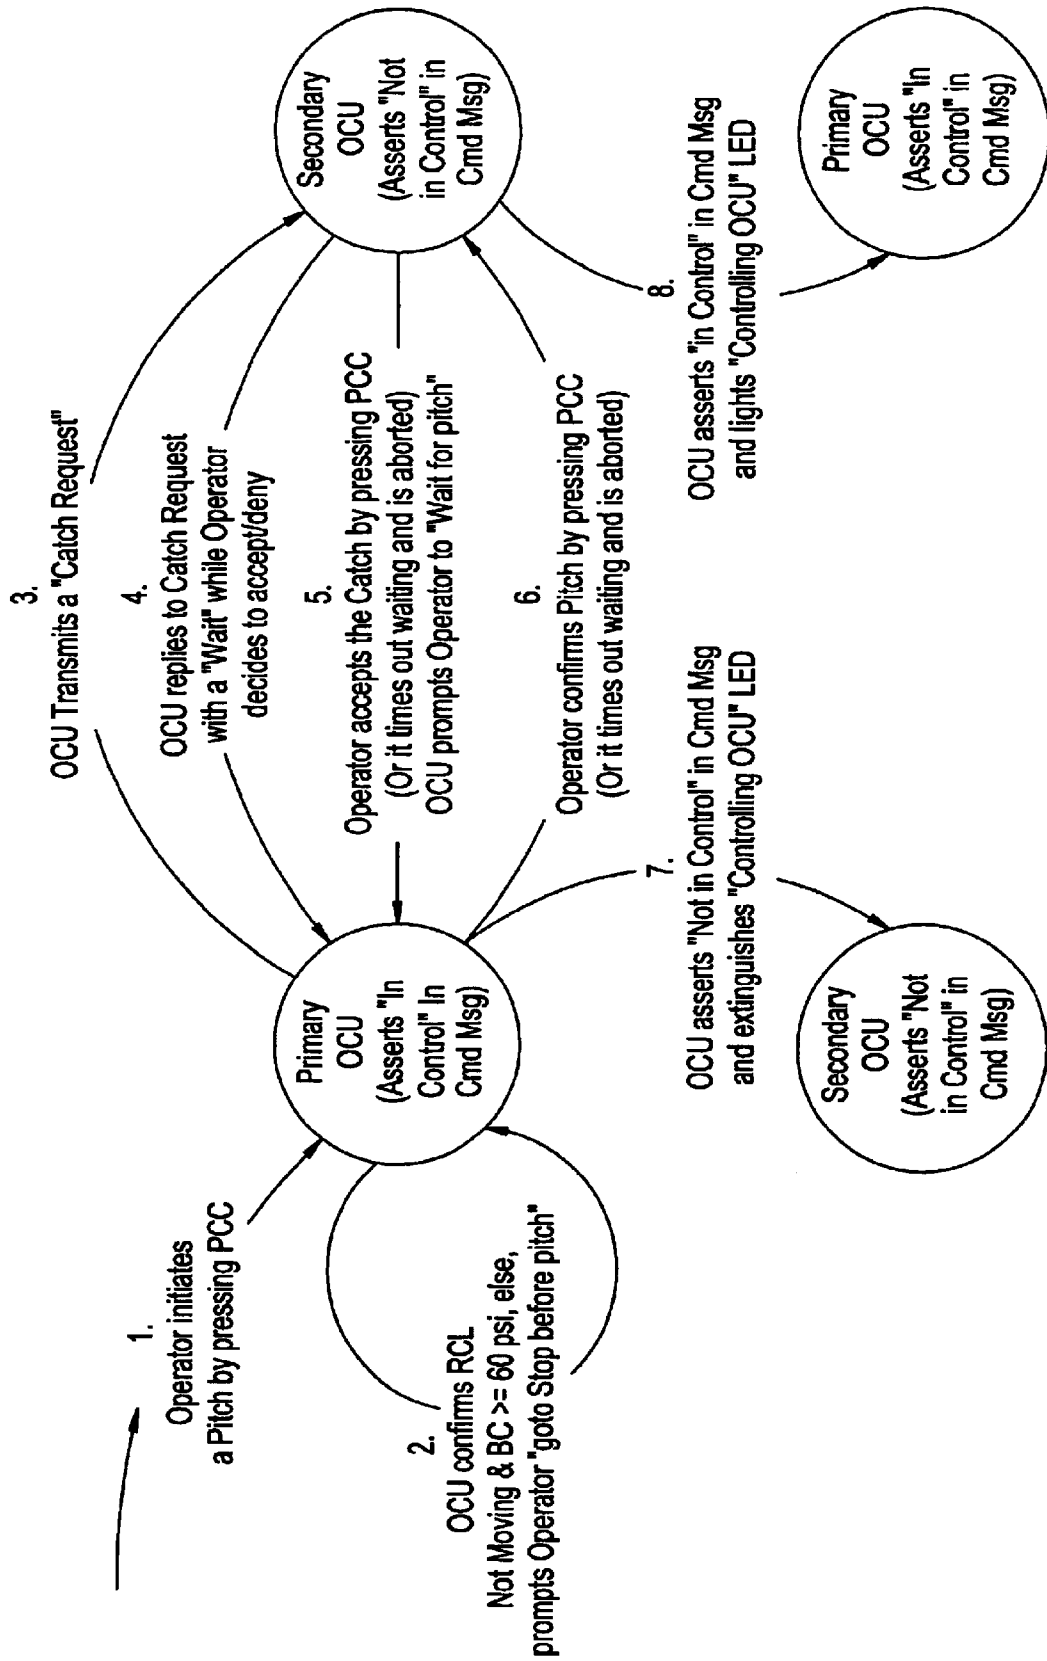 1.
Operator initiates
a Pitch by pressing PCC
2.
OCU confirms RCL
Not Moving & BC >= 60 psi, else,
prompts Operator "goto Stop before pitch"
Primary
OCU
(Asserts "In
Control" In
Cmd Msg)
3.
OCU Transmits a "Catch Request"
4.
OCU replies to Catch Request
with a "Wait" while Operator
decides to accept/deny
5.
Operator accepts the Catch by pressing PCC
(Or it times out waiting and is aborted)
OCU prompts Operator to "Wait for pitch"
6.
Operator confirms Pitch by pressing PCC
(Or it times out waiting and is aborted)
Secondary
OCU
(Asserts "Not
in Control" in
Cmd Msg)
7.
OCU asserts "Not in Control" in Cmd Msg
and extinguishes "Controlling OCU" LED
Secondary
OCU
(Asserts "Not
in Control" in
Cmd Msg)
8.
OCU asserts "in Control" in Cmd Msg
and lights "Controlling OCU" LED
Primary
OCU
(Asserts "In
Control" in
Cmd Msg)